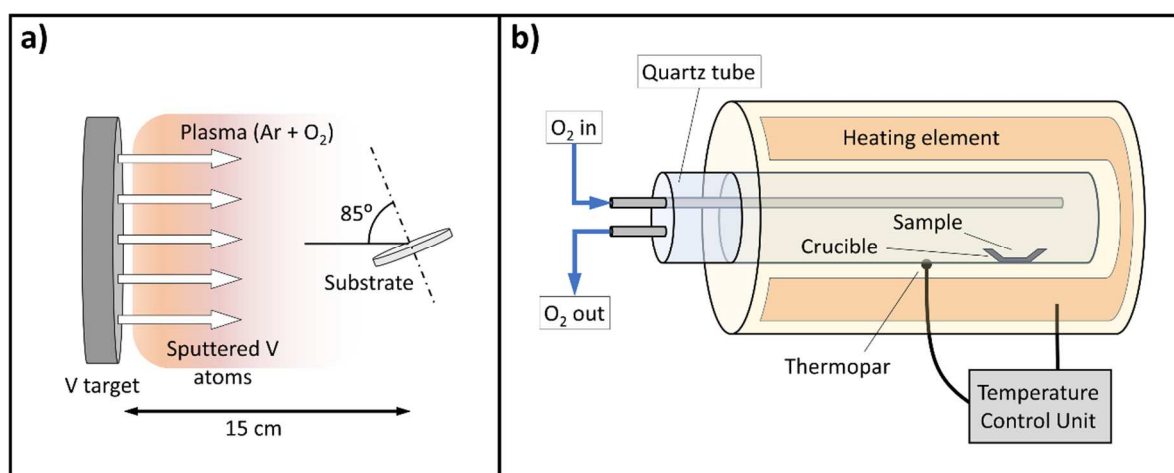 a)
Plasma (Ar + O₂)
85°
Substrate
Sputtered V
atoms
V target
15 cm
b)
Quartz tube
O₂ in
Heating element
Sample
Crucible
O₂ out
Thermopar
Temperature
Control Unit